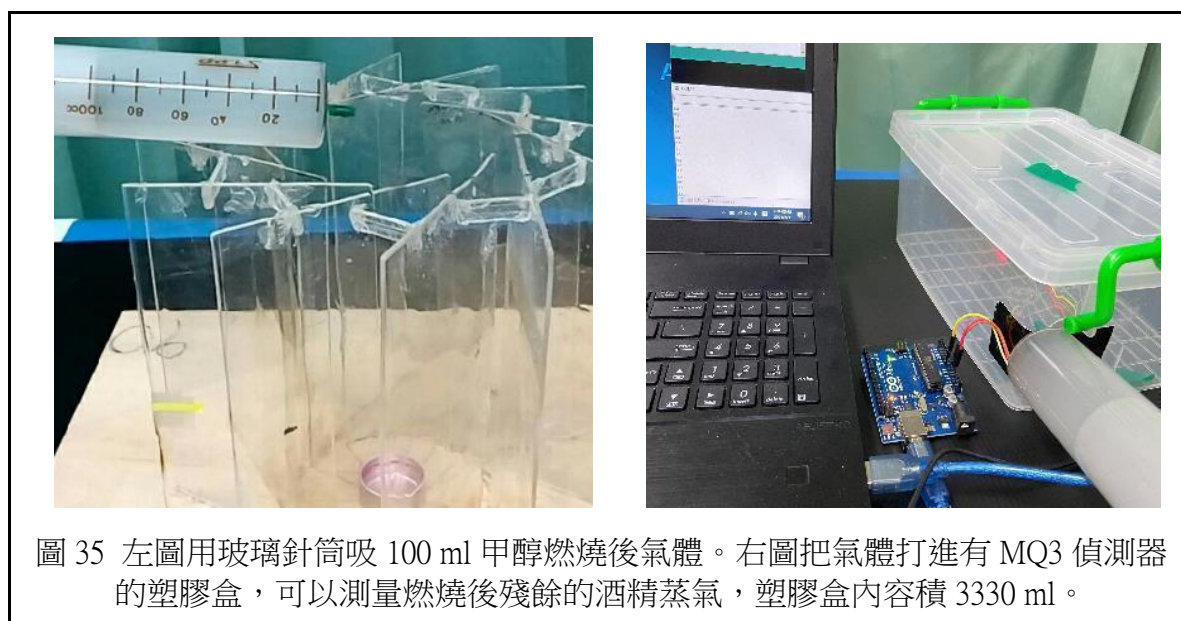 100cc 80 60 40 20
圖 35 左圖用玻璃針筒吸 100 ml 甲醇燃燒後氣體。右圖把氣體打進有 MQ3 偵測器
的塑膠盒，可以測量燃燒後殘餘的酒精蒸氣，塑膠盒內容積 3330 ml。